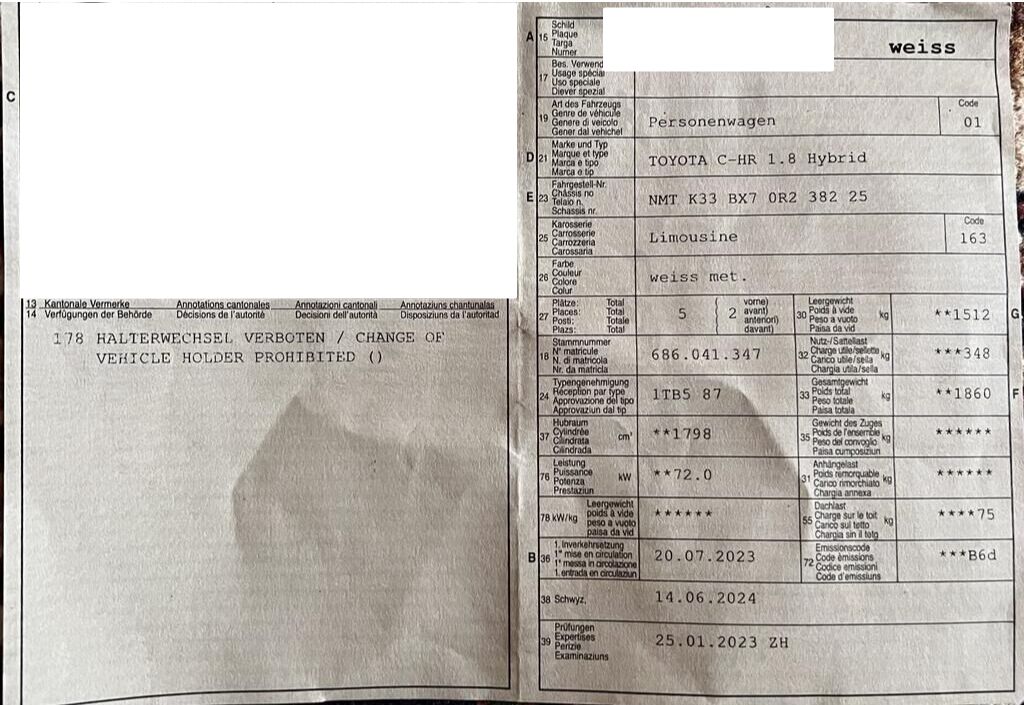 C
13 Kantonale Vermerke Annotations cantonales Annotazioni cantonali Annotaziuns chantunalas
14 Verfügungen der Behörde Décisions de l'autorité Decisioni dell'autorità Disposiziuns da l'autoritad
178 HALTERWECHSEL VERBOTEN / CHANGE OF
VEHICLE HOLDER PROHIBITED ()
A 15 Schild
Plaque
Targa
Numer
weiss
17 Bes. Verwend
Usage spécial
Uso speciale
Diever spezial
19 Art des Fahrzeugs
Genre de véhicule
Genere di veicolo
Gener dal vehichel
Personenwagen
Code
01
D 21 Marke und Typ
Marque et type
Marca e tipo
Marca e tip
TOYOTA C-HR 1.8 Hybrid
E 23 Fahrgestell-Nr.
Châssis no
Telaio n.
Schassis nr.
NMT K33 BX7 0R2 382 25
25 Karosserie
Carrosserie
Carrozzeria
Carossaria
Limousine
Code
163
26 Farbe
Couleur
Colore
Colur
weiss met.
27 Plätze: Total
Places: Total
Posti: Totale
Plazs: Total
5 { 2 vorne)
avant)
anteriori)
davant)
30 Leergewicht
Poids à vide
Peso a vuoto
Paisa da vid
kg
**1512
G
18 Stammnummer
N° matricule
N. di matricola
Nr. da matricla
686.041.347
32 Nutz-/Sattellast
Charge utile/sellette
Carico utile/sella
Chargia utila/sella
kg
***348
24 Typengenehmigung
Réception par type
Approvazione del tipo
Approvaziun dal tip
1TB5 87
33 Gesamtgewicht
Poids total
Peso totale
Paisa totala
kg
**1860
F
37 Hubraum
Cylindrée
Cilindrata
Cilindrada
cm³
**1798
35 Gewicht des Zuges
Poids de l'ensemble
Peso del convoglio
Paisa cumposiziun
kg
******
76 Leistung
Puissance
Potenza
Prestaziun
kW
**72.0
31 Anhängelast
Poids remorquable
Carico rimorchiato
Chargia annexa
kg
******
78 kW/kg Leergewicht
poids à vide
peso a vuoto
paisa da vid
******
55 Dachlast
Charge sur le toit
Carico sul tetto
Chargia sin il tetg
kg
****75
B 36 1. Inverkehrsetzung
1re mise en circulation
1a messa in circolazione
1. entrada en circulaziun
20.07.2023
72 Emissionscode
Code émissions
Codice emissioni
Code d'emissiuns
***B6d
38 Schwyz,
14.06.2024
39 Prüfungen
Expertises
Perizie
Examinaziuns
25.01.2023 ZH